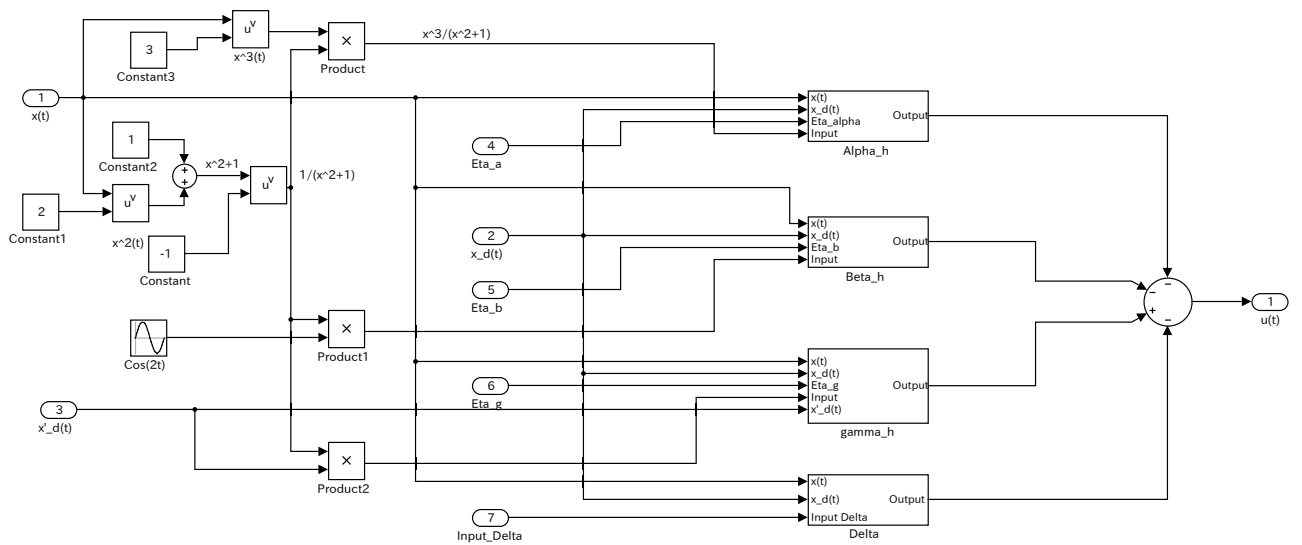 u^v
3
×
x^3/(x^2+1)
x^3(t)
Product
Constant3
1
x(t)
x(t)
x_d(t)
Eta_alpha
Input
Output
Alpha_h
1
Constant2
+
+
x^2+1
u^v
1/(x^2+1)
4
Eta_a
2
Constant1
u^v
x^2(t)
-1
Constant
2
x_d(t)
x(t)
x_d(t)
Eta_b
Input
Output
Beta_h
5
Eta_b
−
−
+
−
1
u(t)
Cos(2t)
×
Product1
6
Eta_g
x(t)
x_d(t)
Eta_g
Input
x'_d(t)
Output
gamma_h
3
x'_d(t)
×
Product2
x(t)
x_d(t)
Input Delta
Output
Delta
7
Input_Delta